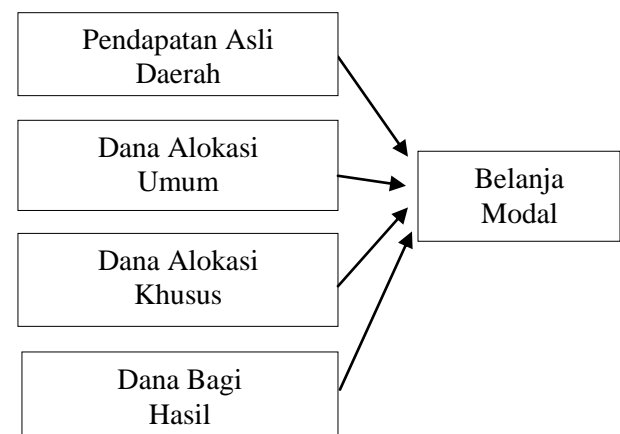 Pendapatan Asli
Daerah
Dana Alokasi
Umum
Dana Alokasi
Khusus
Dana Bagi
Hasil
Belanja
Modal